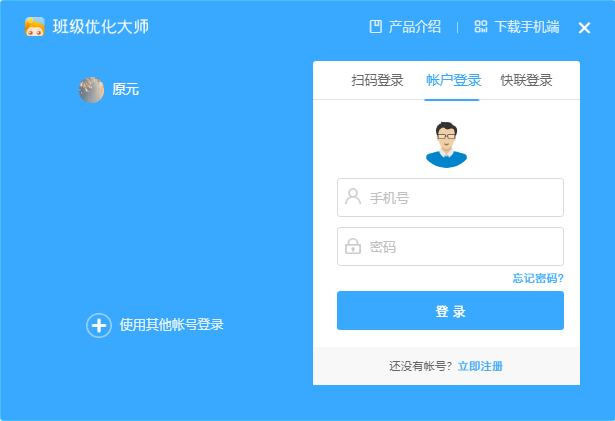 班级优化大师
产品介绍
下载手机端
原元
扫码登录
帐户登录
快联登录
手机号
密码
忘记密码?
登 录
使用其他帐号登录
还没有帐号? 立即注册